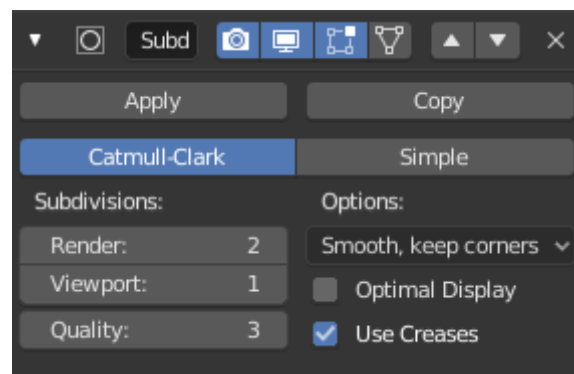 Subd
Apply Copy
Catmull-Clark Simple
Subdivisions: Options:
Render: 2 Smooth, keep corners
Viewport: 1 Optimal Display
Quality: 3 Use Creases